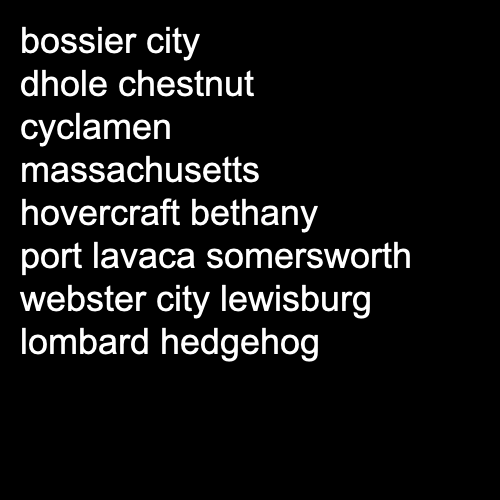 bossier city
dhole chestnut
cyclamen
massachusetts
hovercraft bethany
port lavaca somersworth
webster city lewisburg
lombard hedgehog